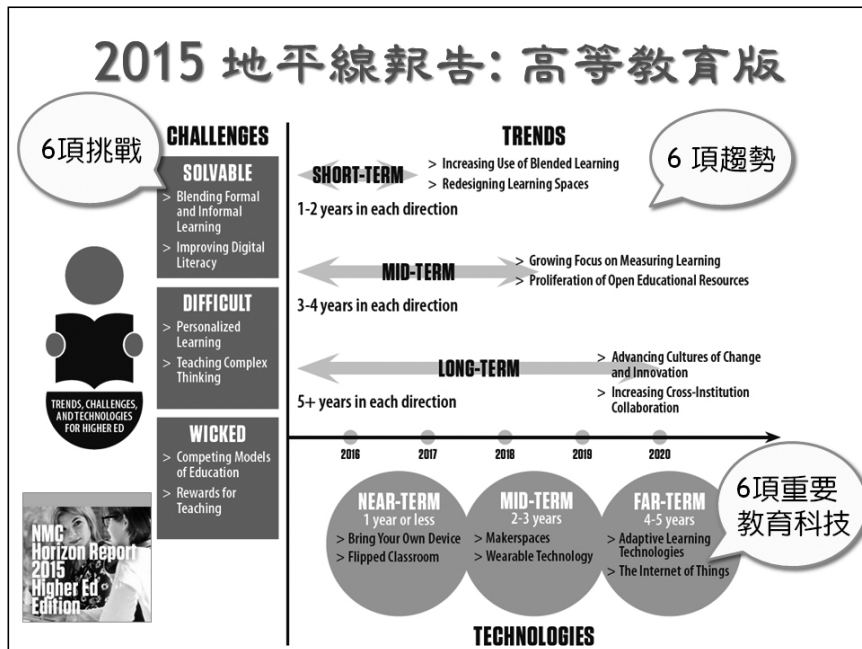 2015 地平線報告: 高等教育版
6項挑戰
CHALLENGES
SOLVABLE
> Blending Formal
and Informal
Learning
> Improving Digital
Literacy
DIFFICULT
> Personalized
Learning
> Teaching Complex
Thinking
WICKED
> Competing Models
of Education
> Rewards for
Teaching
TRENDS, CHALLENGES,
AND TECHNOLOGIES
FOR HIGHER ED
NMC
Horizon Report
2015
Higher Ed
Edition
TRENDS
6 項趨勢
SHORT-TERM
> Increasing Use of Blended Learning
> Redesigning Learning Spaces
1-2 years in each direction
MID-TERM
> Growing Focus on Measuring Learning
> Proliferation of Open Educational Resources
3-4 years in each direction
LONG-TERM
> Advancing Cultures of Change
and Innovation
> Increasing Cross-Institution
Collaboration
5+ years in each direction
2016 2017 2018 2019 2020
NEAR-TERM
1 year or less
> Bring Your Own Device
> Flipped Classroom
MID-TERM
2-3 years
> Makerspaces
> Wearable Technology
FAR-TERM
4-5 years
> Adaptive Learning
Technologies
> The Internet of Things
6項重要
教育科技
TECHNOLOGIES